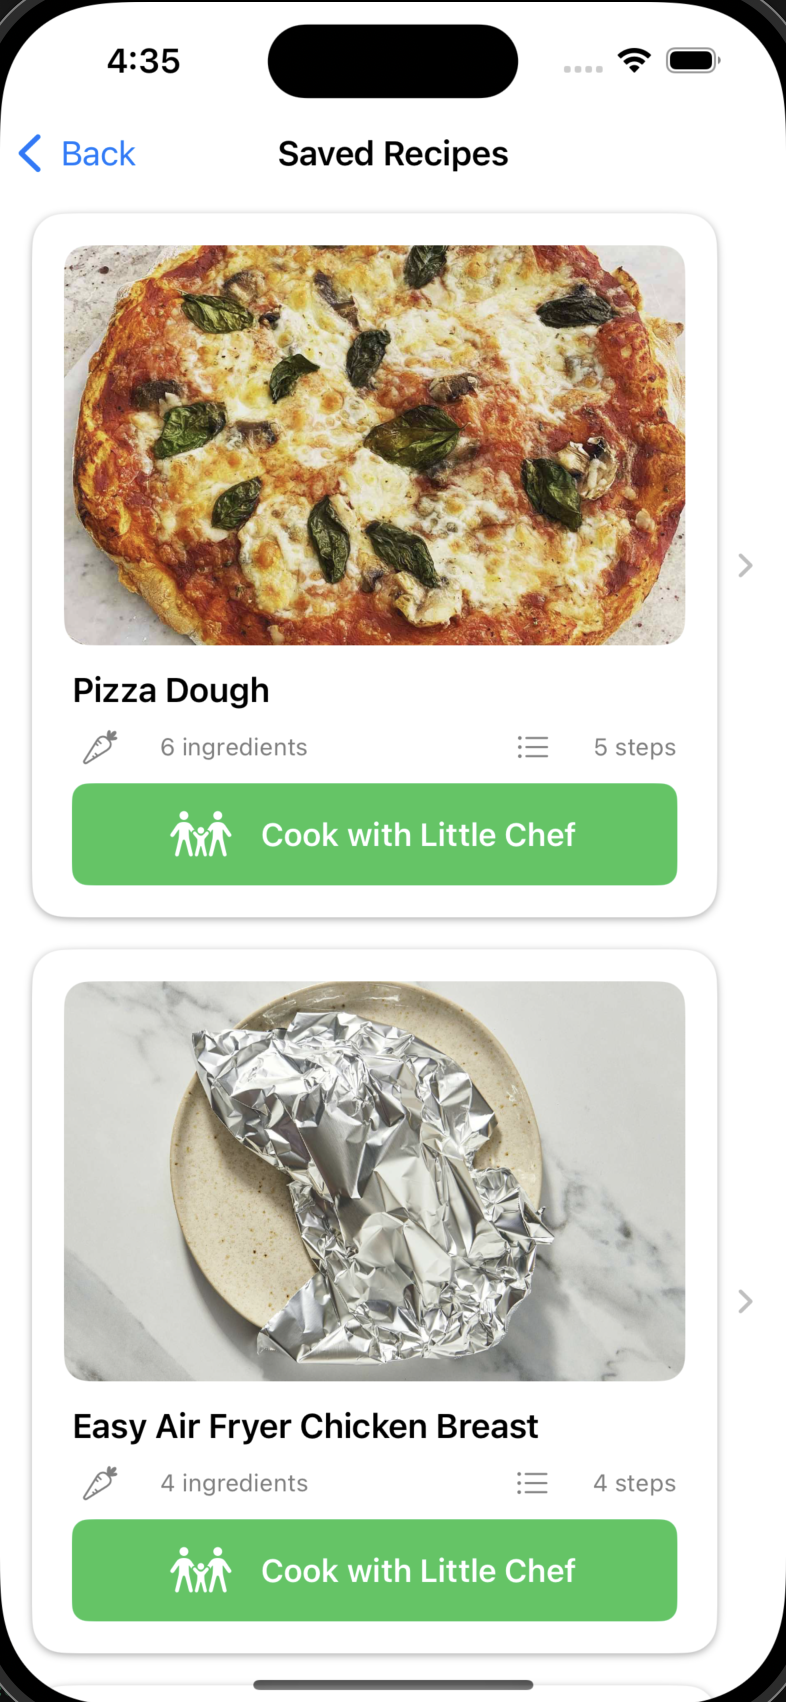 4:35
Back
Saved Recipes
Pizza Dough
6 ingredients
5 steps
Cook with Little Chef
Easy Air Fryer Chicken Breast
4 ingredients
4 steps
Cook with Little Chef